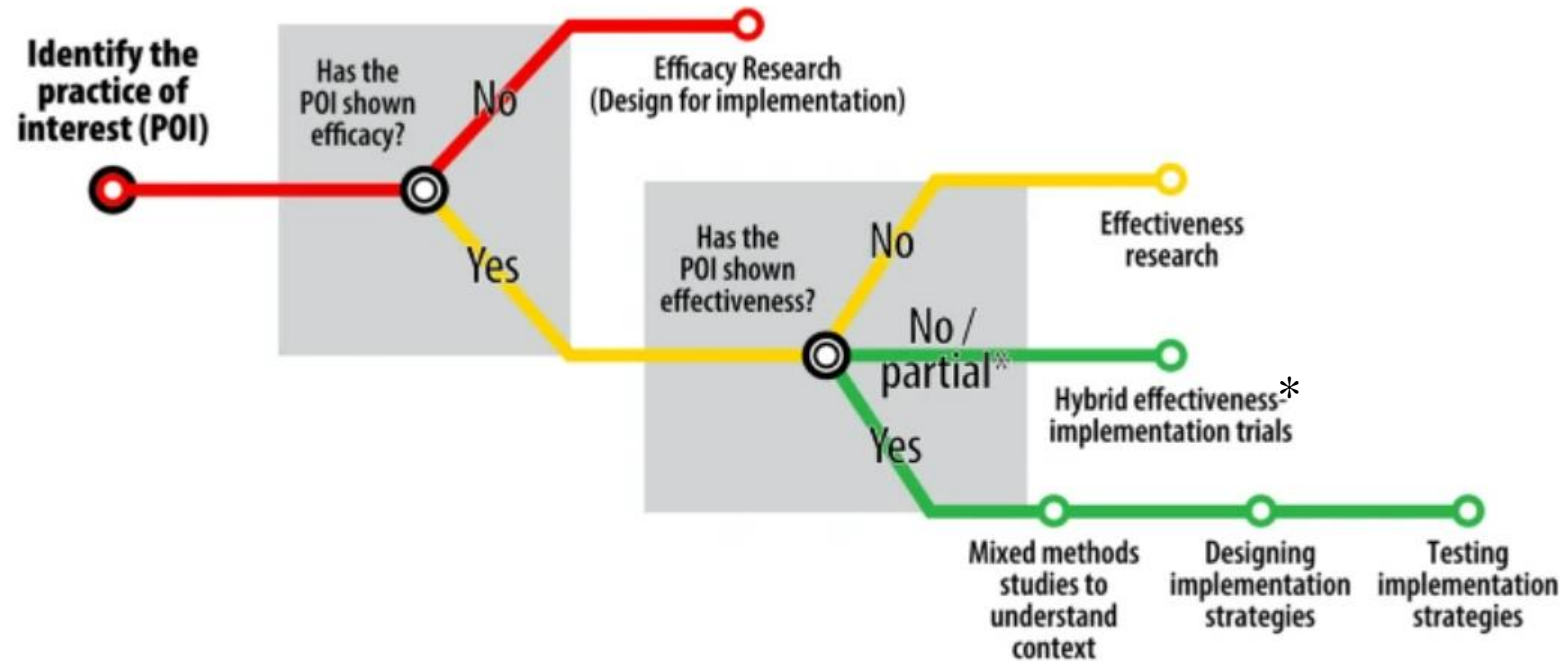 Identify the
practice of
interest (POI)
Has the
POI shown
efficacy?
No
Yes
Efficacy Research
(Design for implementation)
Has the
POI shown
effectiveness?
No
No /
partial*
Yes
Effectiveness
research
Hybrid effectiveness-*
implementation trials
Mixed methods
studies to
understand
context
Designing
implementation
strategies
Testing
implementation
strategies